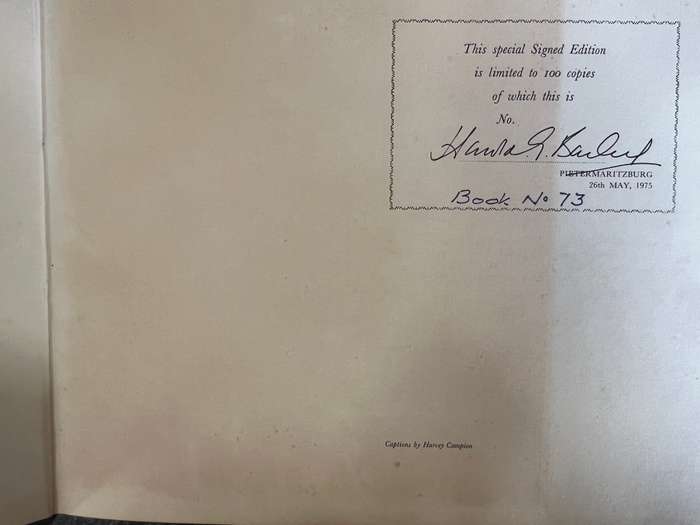 This special Signed Edition
is limited to 100 copies
of which this is
No.
PIETERMARITZBURG
26th MAY, 1975
Book No 73
Captions by Harvey Campion